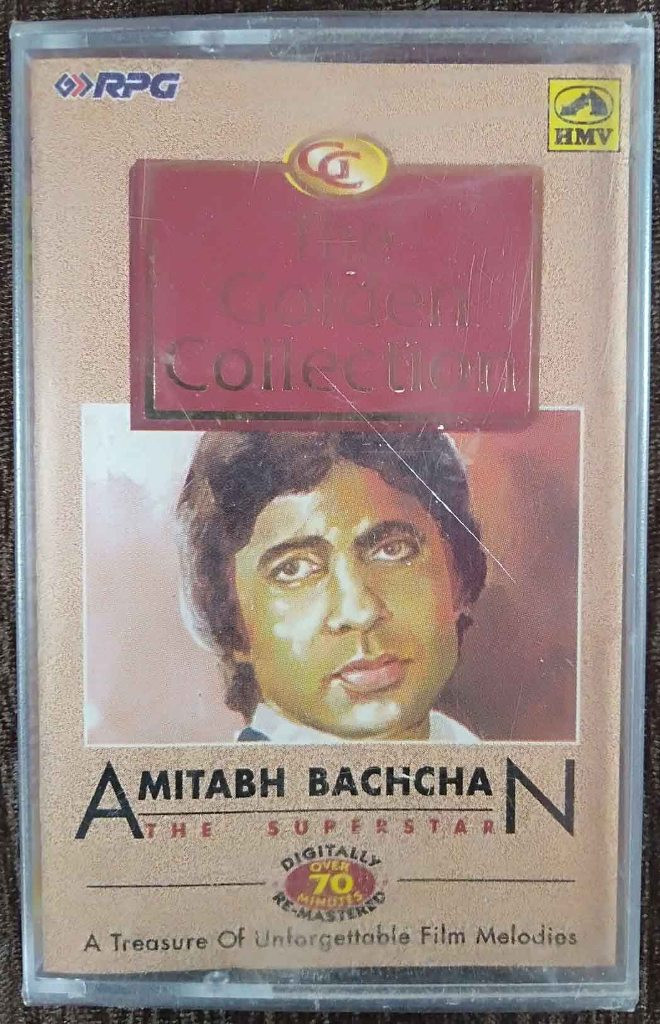 RPG
HMV
GC
The
Golden
Collection
AMITABH BACHCHAN
THE SUPERSTAR
DIGITALLY
OVER
70
MINUTES
RE-MASTERED
A Treasure Of Unforgettable Film Melodies